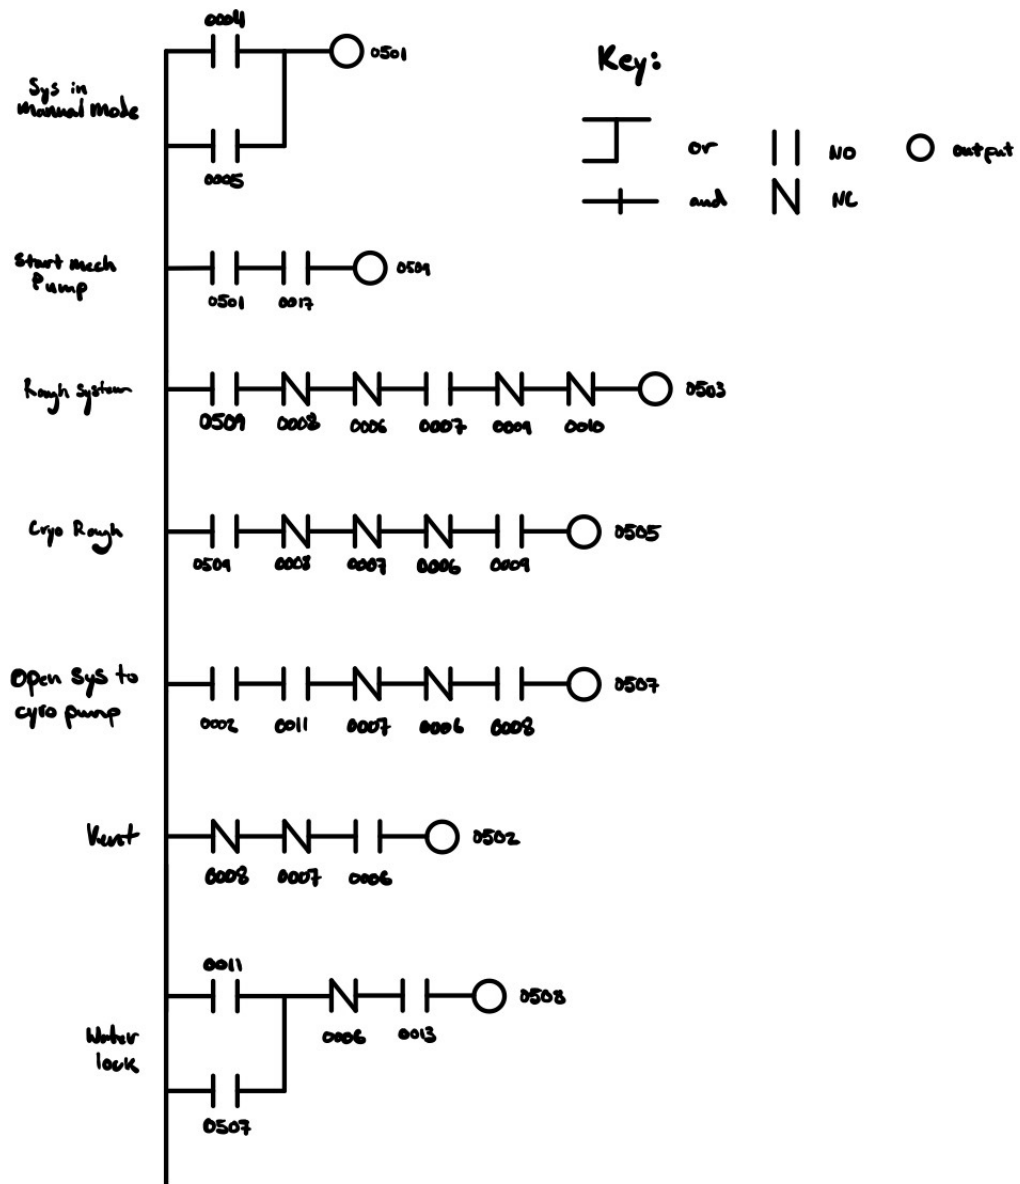 0004
0501
Sys in
Manual Mode
0005
Key:
or
NO
output
and
NC
Start mech
Pump
0509
0501 0017
Rough System
0503
0509 0008 0006 0007 0009 0010
Cryo Rough
0505
0509 0008 0007 0006 0009
Open Sys to
cyro pump
0507
0002 0011 0007 0006 0008
Vent
0502
0008 0007 0006
0011
0508
0006 0013
Water
lock
0507